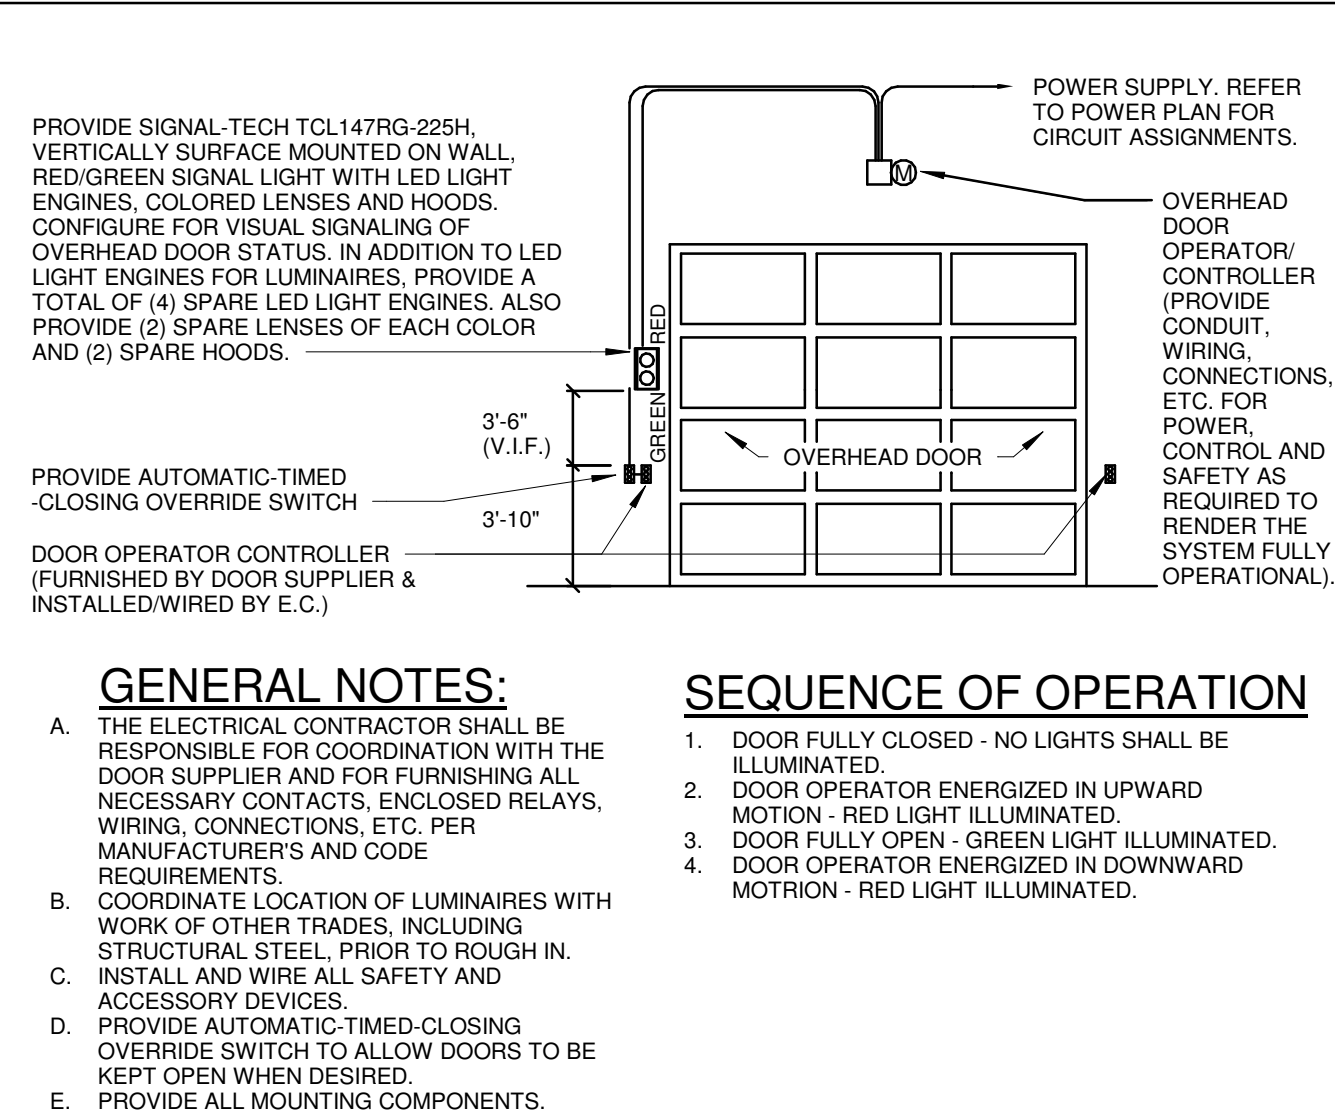 PROVIDE SIGNAL-TECH TCL147RG-225H,
VERTICALLY SURFACE MOUNTED ON WALL,
RED/GREEN SIGNAL LIGHT WITH LED LIGHT
ENGINES, COLORED LENSES AND HOODS.
CONFIGURE FOR VISUAL SIGNALING OF
OVERHEAD DOOR STATUS. IN ADDITION TO LED
LIGHT ENGINES FOR LUMINAIRES, PROVIDE A
TOTAL OF (4) SPARE LED LIGHT ENGINES. ALSO
PROVIDE (2) SPARE LENSES OF EACH COLOR
AND (2) SPARE HOODS.
POWER SUPPLY. REFER
TO POWER PLAN FOR
CIRCUIT ASSIGNMENTS.
M
OVERHEAD
DOOR
OPERATOR/
CONTROLLER
(PROVIDE
CONDUIT,
WIRING,
CONNECTIONS,
ETC. FOR
POWER,
CONTROL AND
SAFETY AS
REQUIRED TO
RENDER THE
SYSTEM FULLY
OPERATIONAL).
RED
GREEN
3'-6"
(V.I.F.)
OVERHEAD DOOR
PROVIDE AUTOMATIC-TIMED
-CLOSING OVERRIDE SWITCH
3'-10"
DOOR OPERATOR CONTROLLER
(FURNISHED BY DOOR SUPPLIER &
INSTALLED/WIRED BY E.C.)
GENERAL NOTES:
A. THE ELECTRICAL CONTRACTOR SHALL BE
RESPONSIBLE FOR COORDINATION WITH THE
DOOR SUPPLIER AND FOR FURNISHING ALL
NECESSARY CONTACTS, ENCLOSED RELAYS,
WIRING, CONNECTIONS, ETC. PER
MANUFACTURER'S AND CODE
REQUIREMENTS.
B. COORDINATE LOCATION OF LUMINAIRES WITH
WORK OF OTHER TRADES, INCLUDING
STRUCTURAL STEEL, PRIOR TO ROUGH IN.
C. INSTALL AND WIRE ALL SAFETY AND
ACCESSORY DEVICES.
D. PROVIDE AUTOMATIC-TIMED-CLOSING
OVERRIDE SWITCH TO ALLOW DOORS TO BE
KEPT OPEN WHEN DESIRED.
E. PROVIDE ALL MOUNTING COMPONENTS.
SEQUENCE OF OPERATION
1. DOOR FULLY CLOSED - NO LIGHTS SHALL BE
ILLUMINATED.
2. DOOR OPERATOR ENERGIZED IN UPWARD
MOTION - RED LIGHT ILLUMINATED.
3. DOOR FULLY OPEN - GREEN LIGHT ILLUMINATED.
4. DOOR OPERATOR ENERGIZED IN DOWNWARD
MOTRION - RED LIGHT ILLUMINATED.